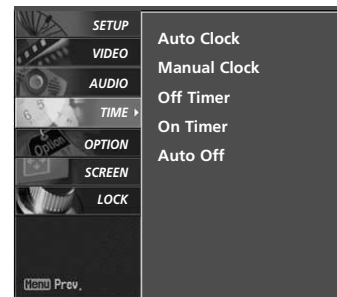 SETUP
VIDEO
AUDIO
TIME
OPTION
SCREEN
LOCK
Auto Clock
Manual Clock
Off Timer
On Timer
Auto Off
Option
Menu Prev.